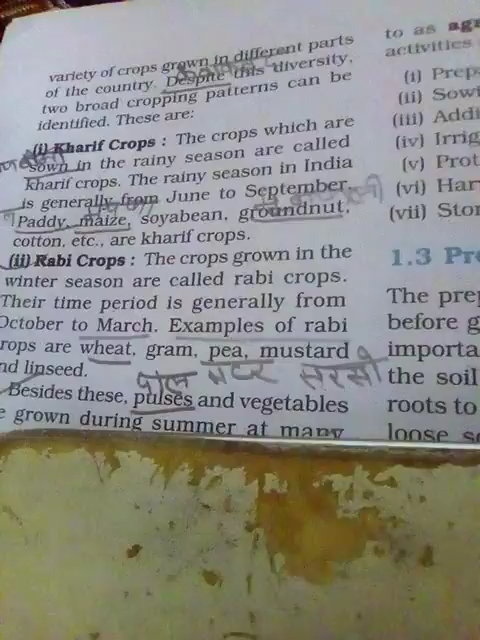 variety of crops grown in different parts
of the country. Despite this diversity,
two broad cropping patterns can be
identified. These are:
(i) Kharif Crops : The crops which are
sown in the rainy season are called
kharif crops. The rainy season in India
is generally from June to September.
Paddy, maize, soyabean, groundnut,
cotton, etc., are kharif crops.
(ii) Rabi Crops : The crops grown in the
winter season are called rabi crops.
Their time period is generally from
October to March. Examples of rabi
rops are wheat, gram, pea, mustard
nd linseed.
मटर सरसों
Besides these, pulses and vegetables
e grown during summer at many
to as
activities
(i) Prep
(ii) Sowi
(iii) Addi
(iv) Irrig
(v) Prot
(vi) Har
(vii) Stor
1.3 Pre
The prep
before g
importa
the soil
roots to
loose so